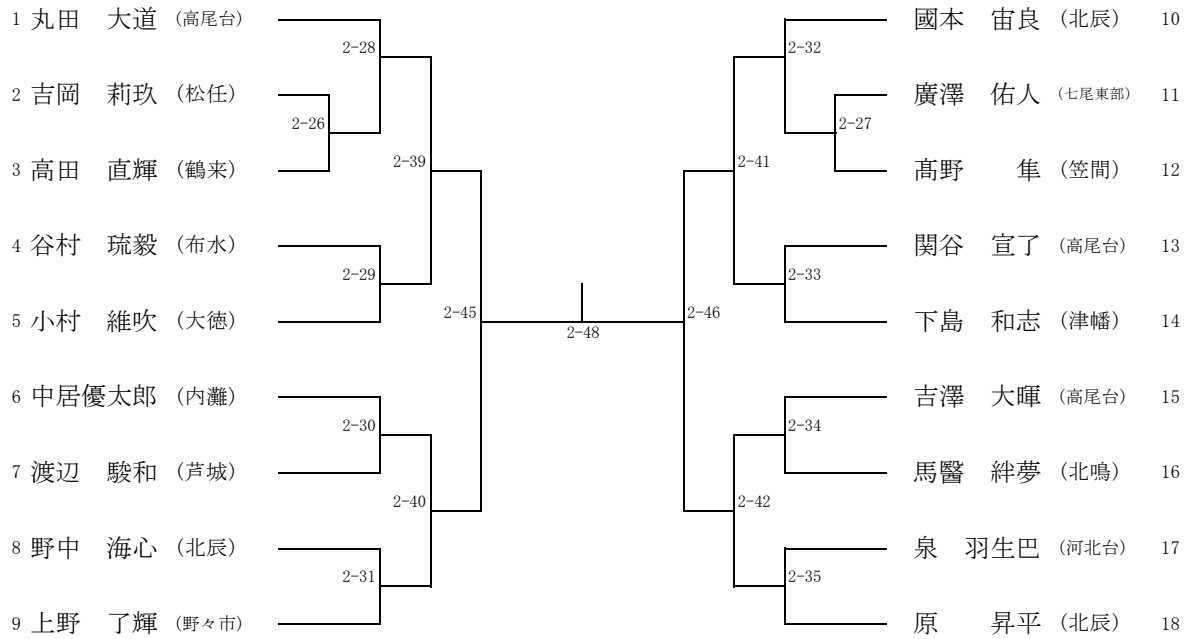 1 丸田 大道 (高尾台)
2-28
2 吉岡 莉玖 (松任)
2-26
3 高田 直輝 (鶴来)
2-39
4 谷村 琉毅 (布水)
2-29
5 小村 維吹 (大徳)
2-45
6 中居優太郎 (内灘)
2-30
7 渡辺 駿和 (芦城)
2-40
8 野中 海心 (北辰)
2-31
9 上野 了輝 (野々市)
2-48
國本 宙良 (北辰) 10
2-32
廣澤 佑人 (七尾東部) 11
2-27
髙野 隼 (笠間) 12
2-41
関谷 宣了 (高尾台) 13
2-33
下島 和志 (津幡) 14
2-46
吉澤 大暉 (高尾台) 15
2-34
馬醫 絆夢 (北鳴) 16
2-42
泉 羽生巴 (河北台) 17
2-35
原 昇平 (北辰) 18